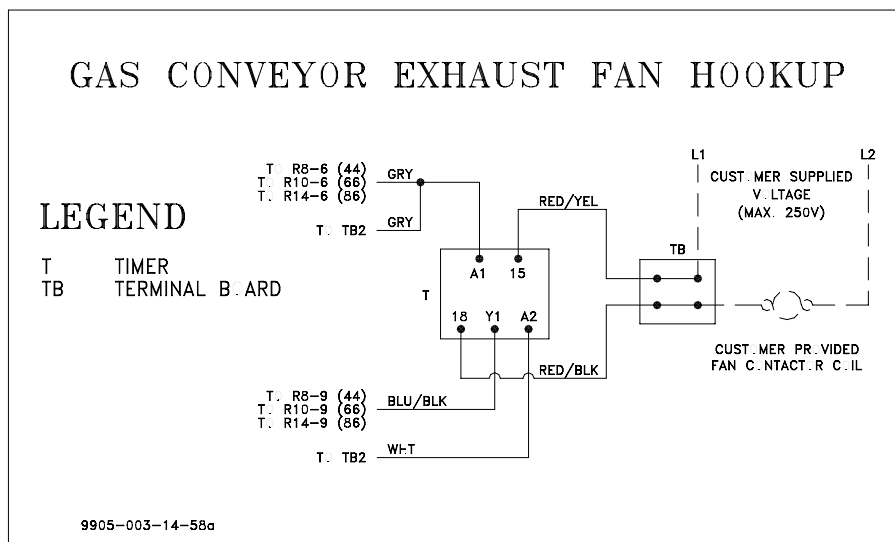 GAS CONVEYOR EXHAUST FAN HOOKUP
LEGEND
T TIMER
TB TERMINAL B.ARD
T. R8-6 (44)
T. R10-6 (66)
T. R14-6 (86)
GRY
GRY
T. TB2
RED/YEL
L1
L2
CUST.MER SUPPLIED
V.LTAGE
(MAX. 250V)
TB
A1 15
T
18 Y1 A2
RED/BLK
CUST.MER PR.VIDED
FAN C.NTACT.R C.IL
T. R8-9 (44)
T. R10-9 (66)
T. R14-9 (86)
BLU/BLK
T. TB2
WHT
9905-003-14-58a